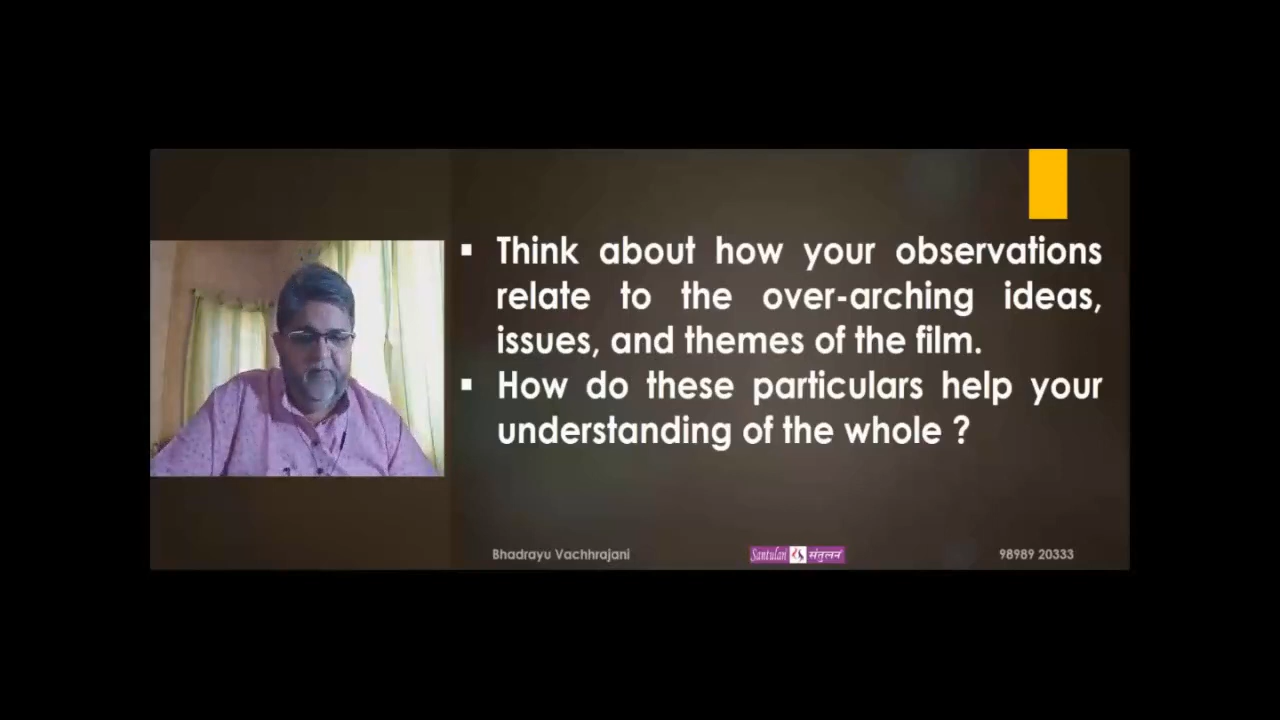 ▪ Think about how your observations
relate to the over-arching ideas,
issues, and themes of the film.
▪ How do these particulars help your
understanding of the whole ?
Bhadrayu Vachhrajani
Santulan संतुलन
98989 20333